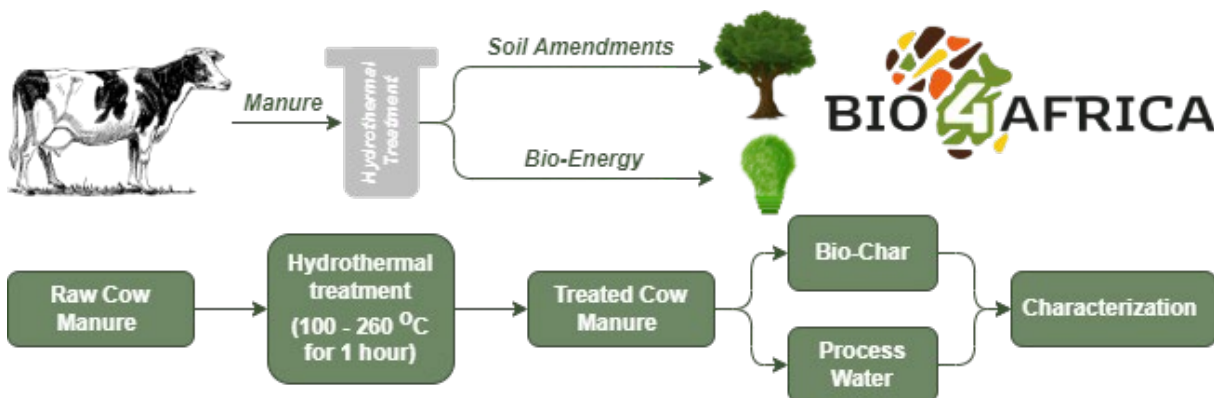 Soil Amendments
Manure
Hydrothermal
Treatment
Bio-Energy
BIO4AFRICA
Raw Cow
Manure
Hydrothermal
treatment
(100 - 260 ⁰C
for 1 hour)
Treated Cow
Manure
Bio-Char
Process
Water
Characterization